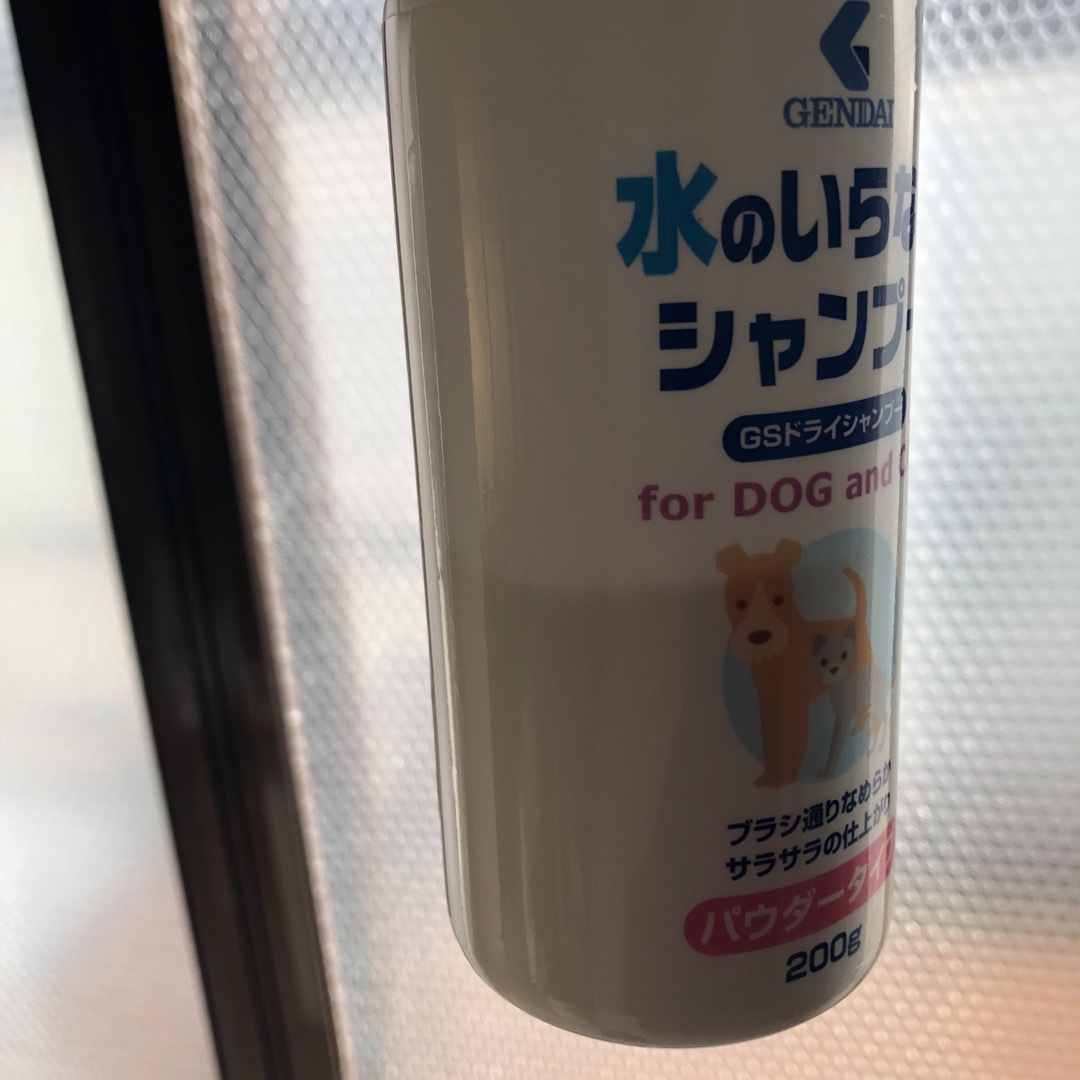 GENDAI
水のいらな
シャンプー
GSドライシャンプー
for DOG and
ブラシ通りなめらか
サラサラの仕上がり
パウダータイプ
200g